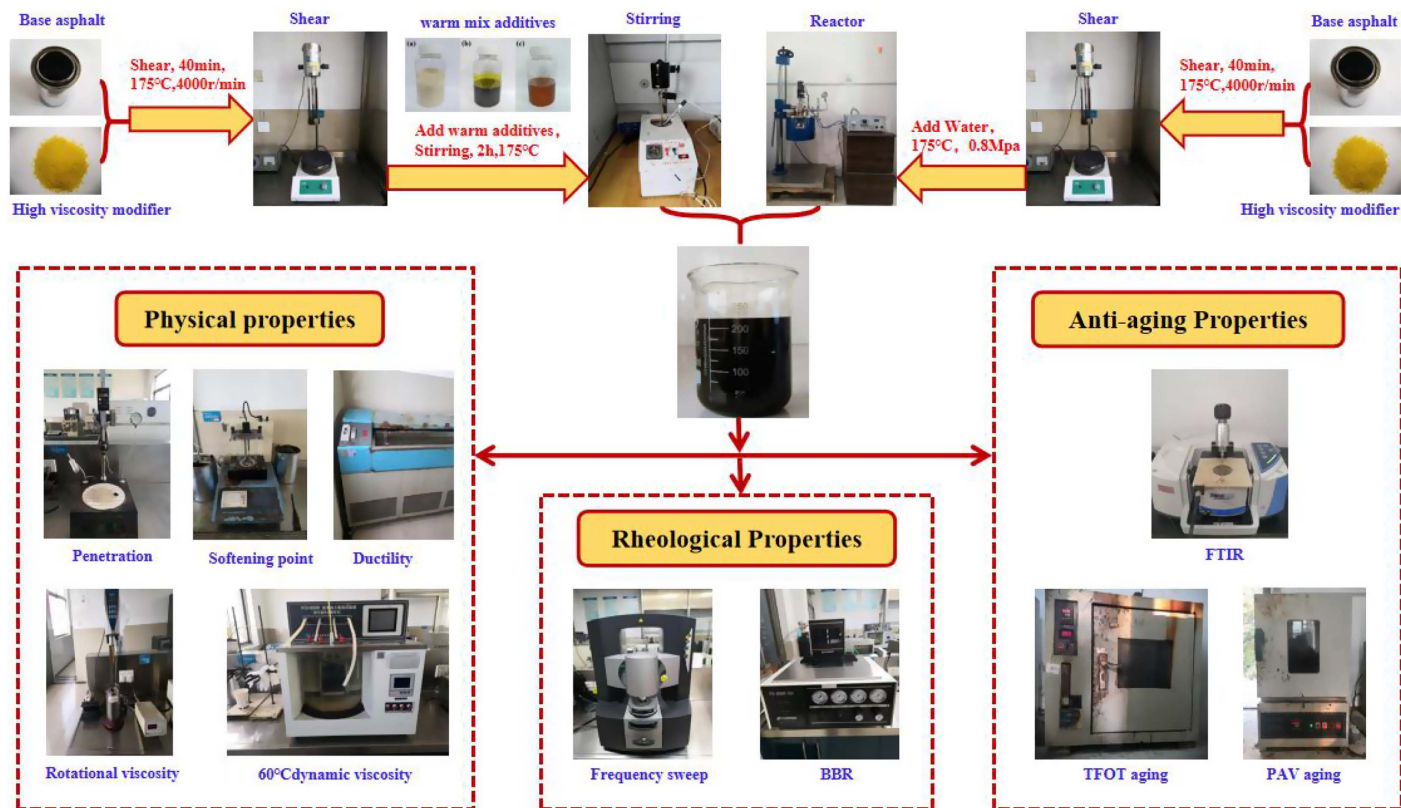 Base asphalt
Shear
warm mix additives
Stirring
Reactor
Shear
Base asphalt
(a)
(b)
(c)
Shear, 40min,
175℃,4000r/min
Add warm additives,
Stirring, 2h,175℃
Add Water,
175℃, 0.8Mpa
Shear, 40min,
175℃,4000r/min
High viscosity modifier
High viscosity modifier
200
150
100
Physical properties
Penetration
Softening point
Ductility
Rotational viscosity
60℃dynamic viscosity
Rheological Properties
Frequency sweep
BBR
Anti-aging Properties
FTIR
TFOT aging
PAV aging